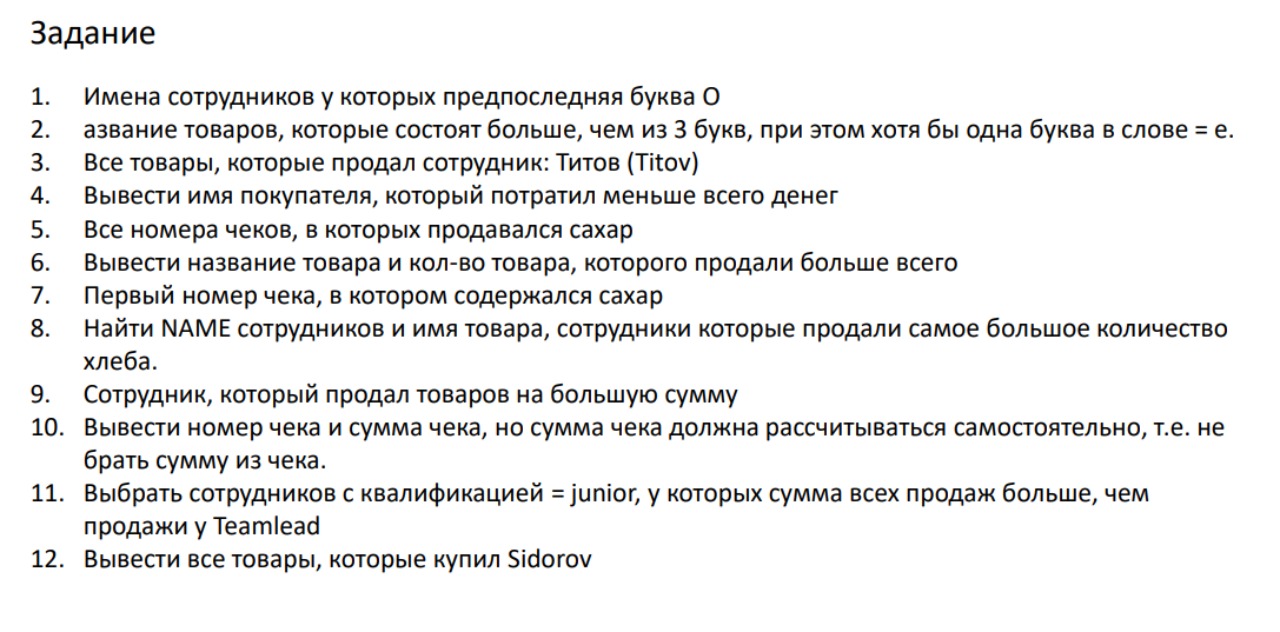 Задание
1. Имена сотрудников у которых предпоследняя буква О
2. азвание товаров, которые состоят больше, чем из 3 букв, при этом хотя бы одна буква в слове = е.
3. Все товары, которые продал сотрудник: Титов (Titov)
4. Вывести имя покупателя, который потратил меньше всего денег
5. Все номера чеков, в которых продавался сахар
6. Вывести название товара и кол-во товара, которого продали больше всего
7. Первый номер чека, в котором содержался сахар
8. Найти NAME сотрудников и имя товара, сотрудники которые продали самое большое количество
хлеба.
9. Сотрудник, который продал товаров на большую сумму
10. Вывести номер чека и сумма чека, но сумма чека должна рассчитываться самостоятельно, т.е. не
брать сумму из чека.
11. Выбрать сотрудников с квалификацией = junior, у которых сумма всех продаж больше, чем
продажи у Teamlead
12. Вывести все товары, которые купил Sidorov